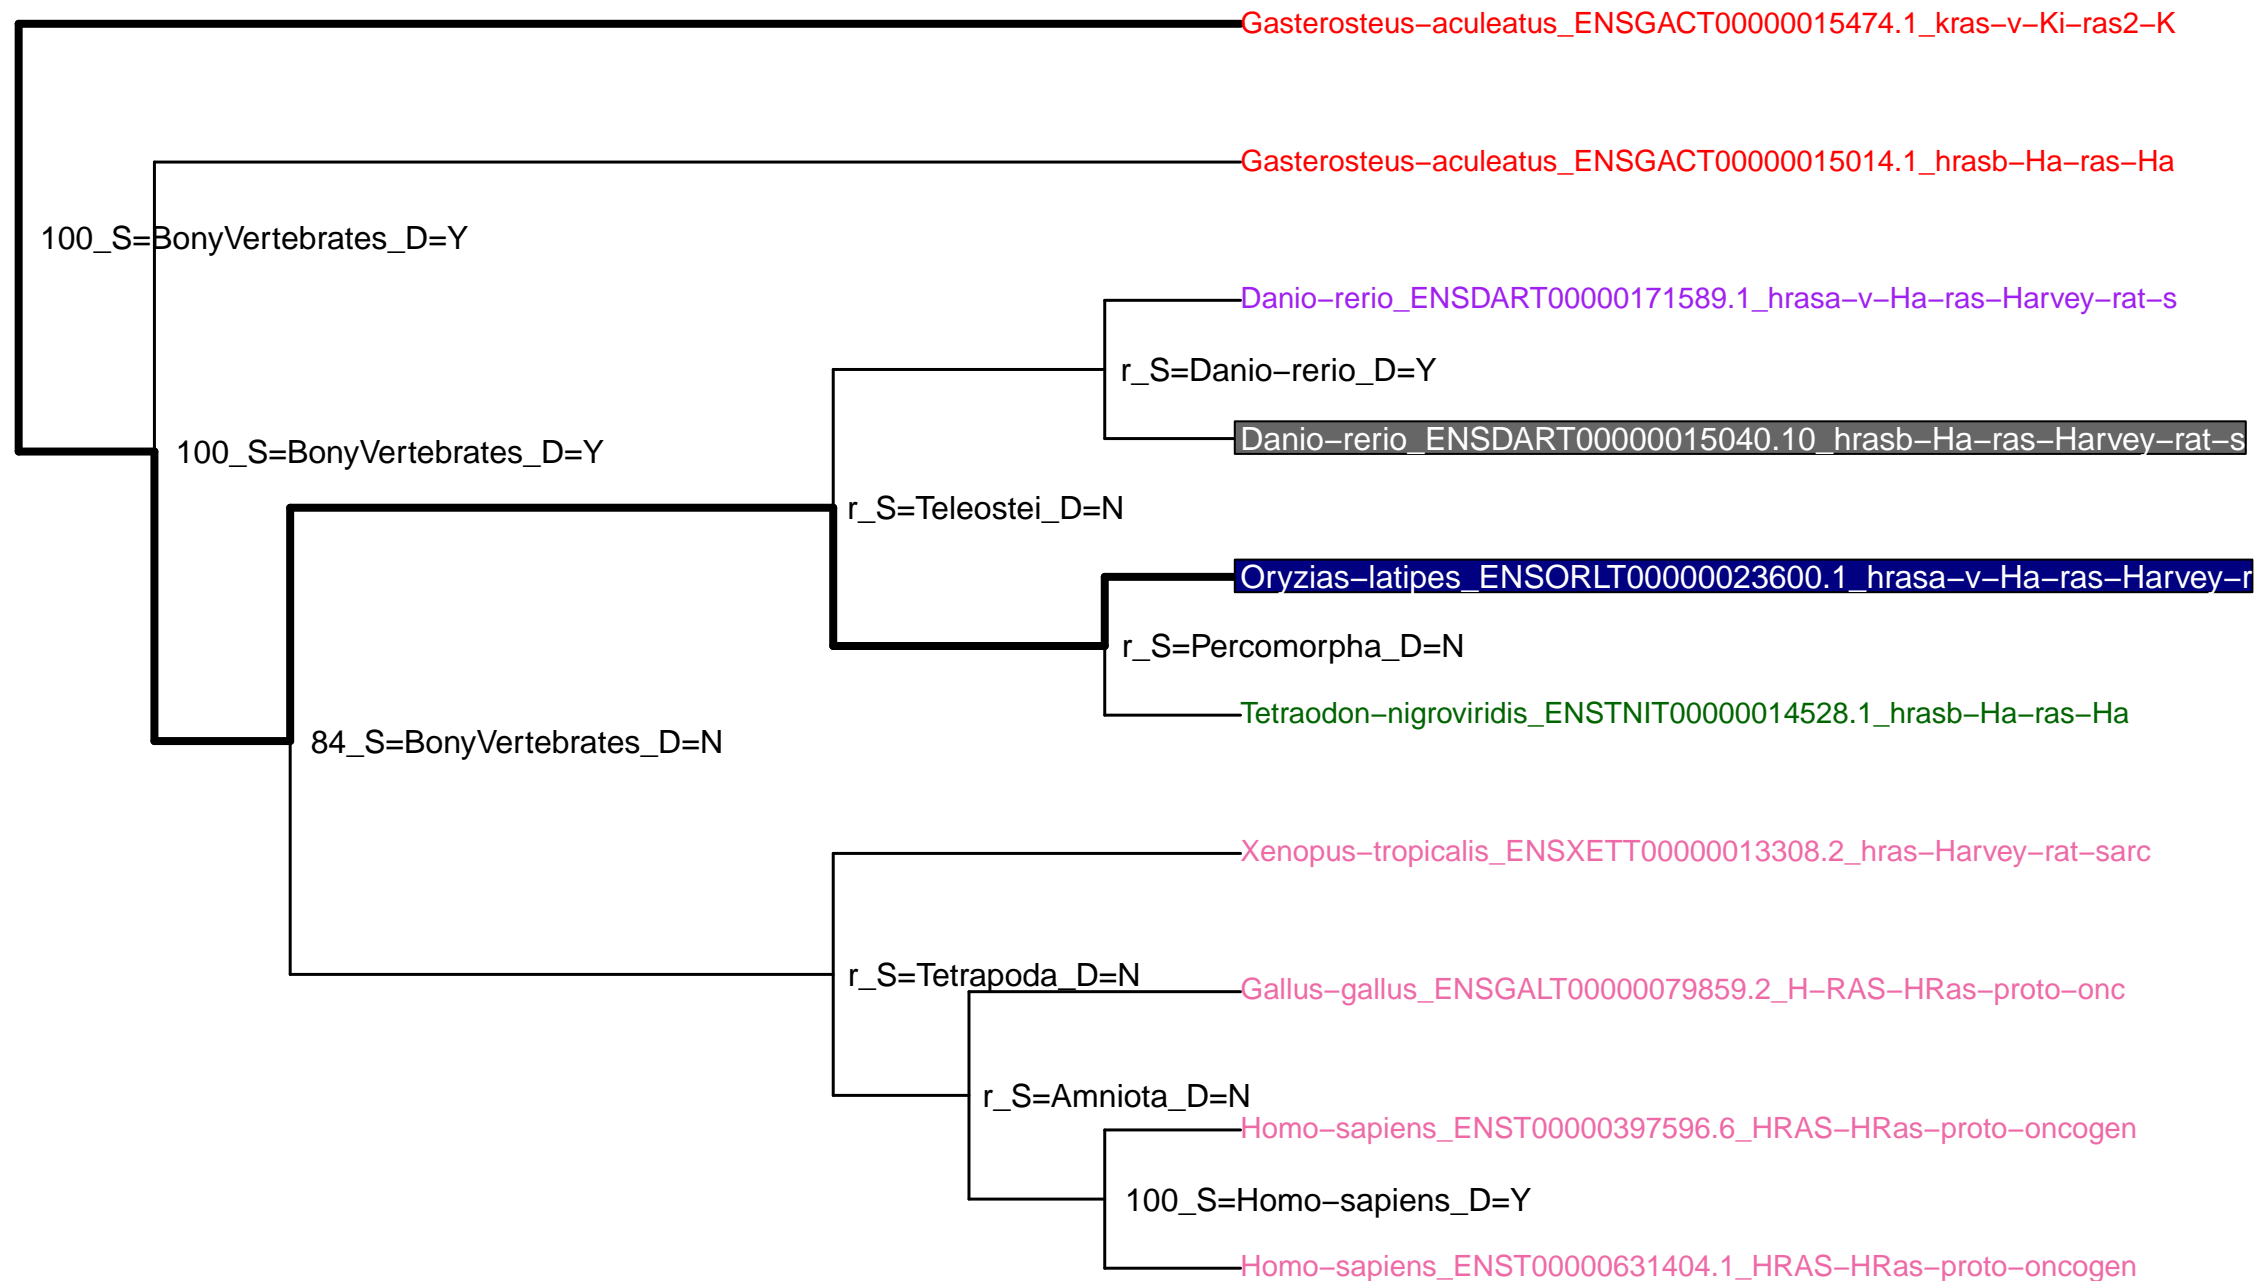 Gasterosteus−aculeatus_ENSGACT00000015474.1_kras−v−Ki−ras2−K
Gasterosteus−aculeatus_ENSGACT00000015014.1_hrasb−Ha−ras−Ha
100_S=BonyVertebrates_D=Y
Danio−rerio_ENSDART00000171589.1_hrasa−v−Ha−ras−Harvey−rat−s
r_S=Danio−rerio_D=Y
Danio−rerio_ENSDART00000015040.10_hrasb−Ha−ras−Harvey−rat−s
100_S=BonyVertebrates_D=Y
r_S=Teleostei_D=N
Oryzias−latipes_ENSORLT00000023600.1_hrasa−v−Ha−ras−Harvey−r
r_S=Percomorpha_D=N
Tetraodon−nigroviridis_ENSTNIT00000014528.1_hrasb−Ha−ras−Ha
84_S=BonyVertebrates_D=N
Xenopus−tropicalis_ENSXETT00000013308.2_hras−Harvey−rat−sarc
r_S=Tetrapoda_D=N
Gallus−gallus_ENSGALT00000079859.2_H−RAS−HRas−proto−onc
r_S=Amniota_D=N
Homo−sapiens_ENST00000397596.6_HRAS−HRas−proto−oncogen
100_S=Homo−sapiens_D=Y
Homo−sapiens_ENST00000631404.1_HRAS−HRas−proto−oncogen